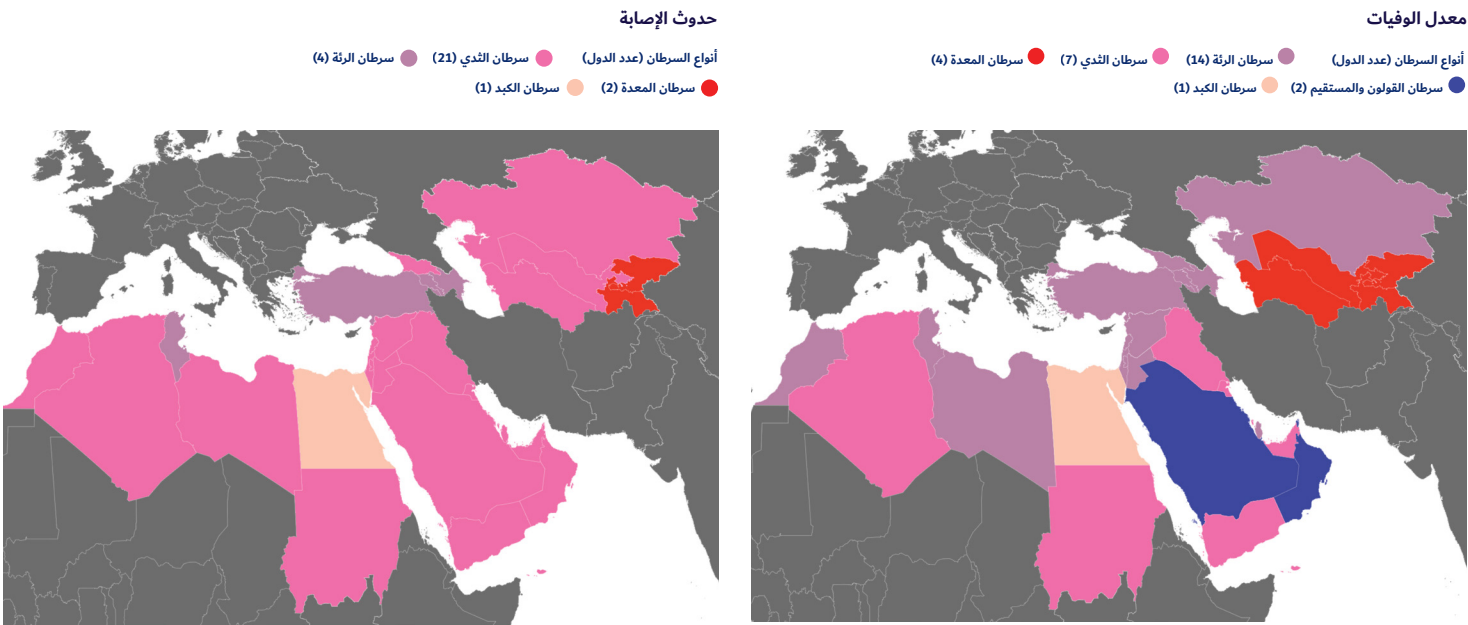 معدل الوفيات
أنواع السرطان (عدد الدول) سرطان الرئة (14) سرطان الثدي (7) سرطان المعدة (4)
سرطان القولون والمستقيم (2) سرطان الكبد (1)
حدوث الإصابة
أنواع السرطان (عدد الدول) سرطان الثدي (21) سرطان الرئة (4)
سرطان المعدة (2) سرطان الكبد (1)